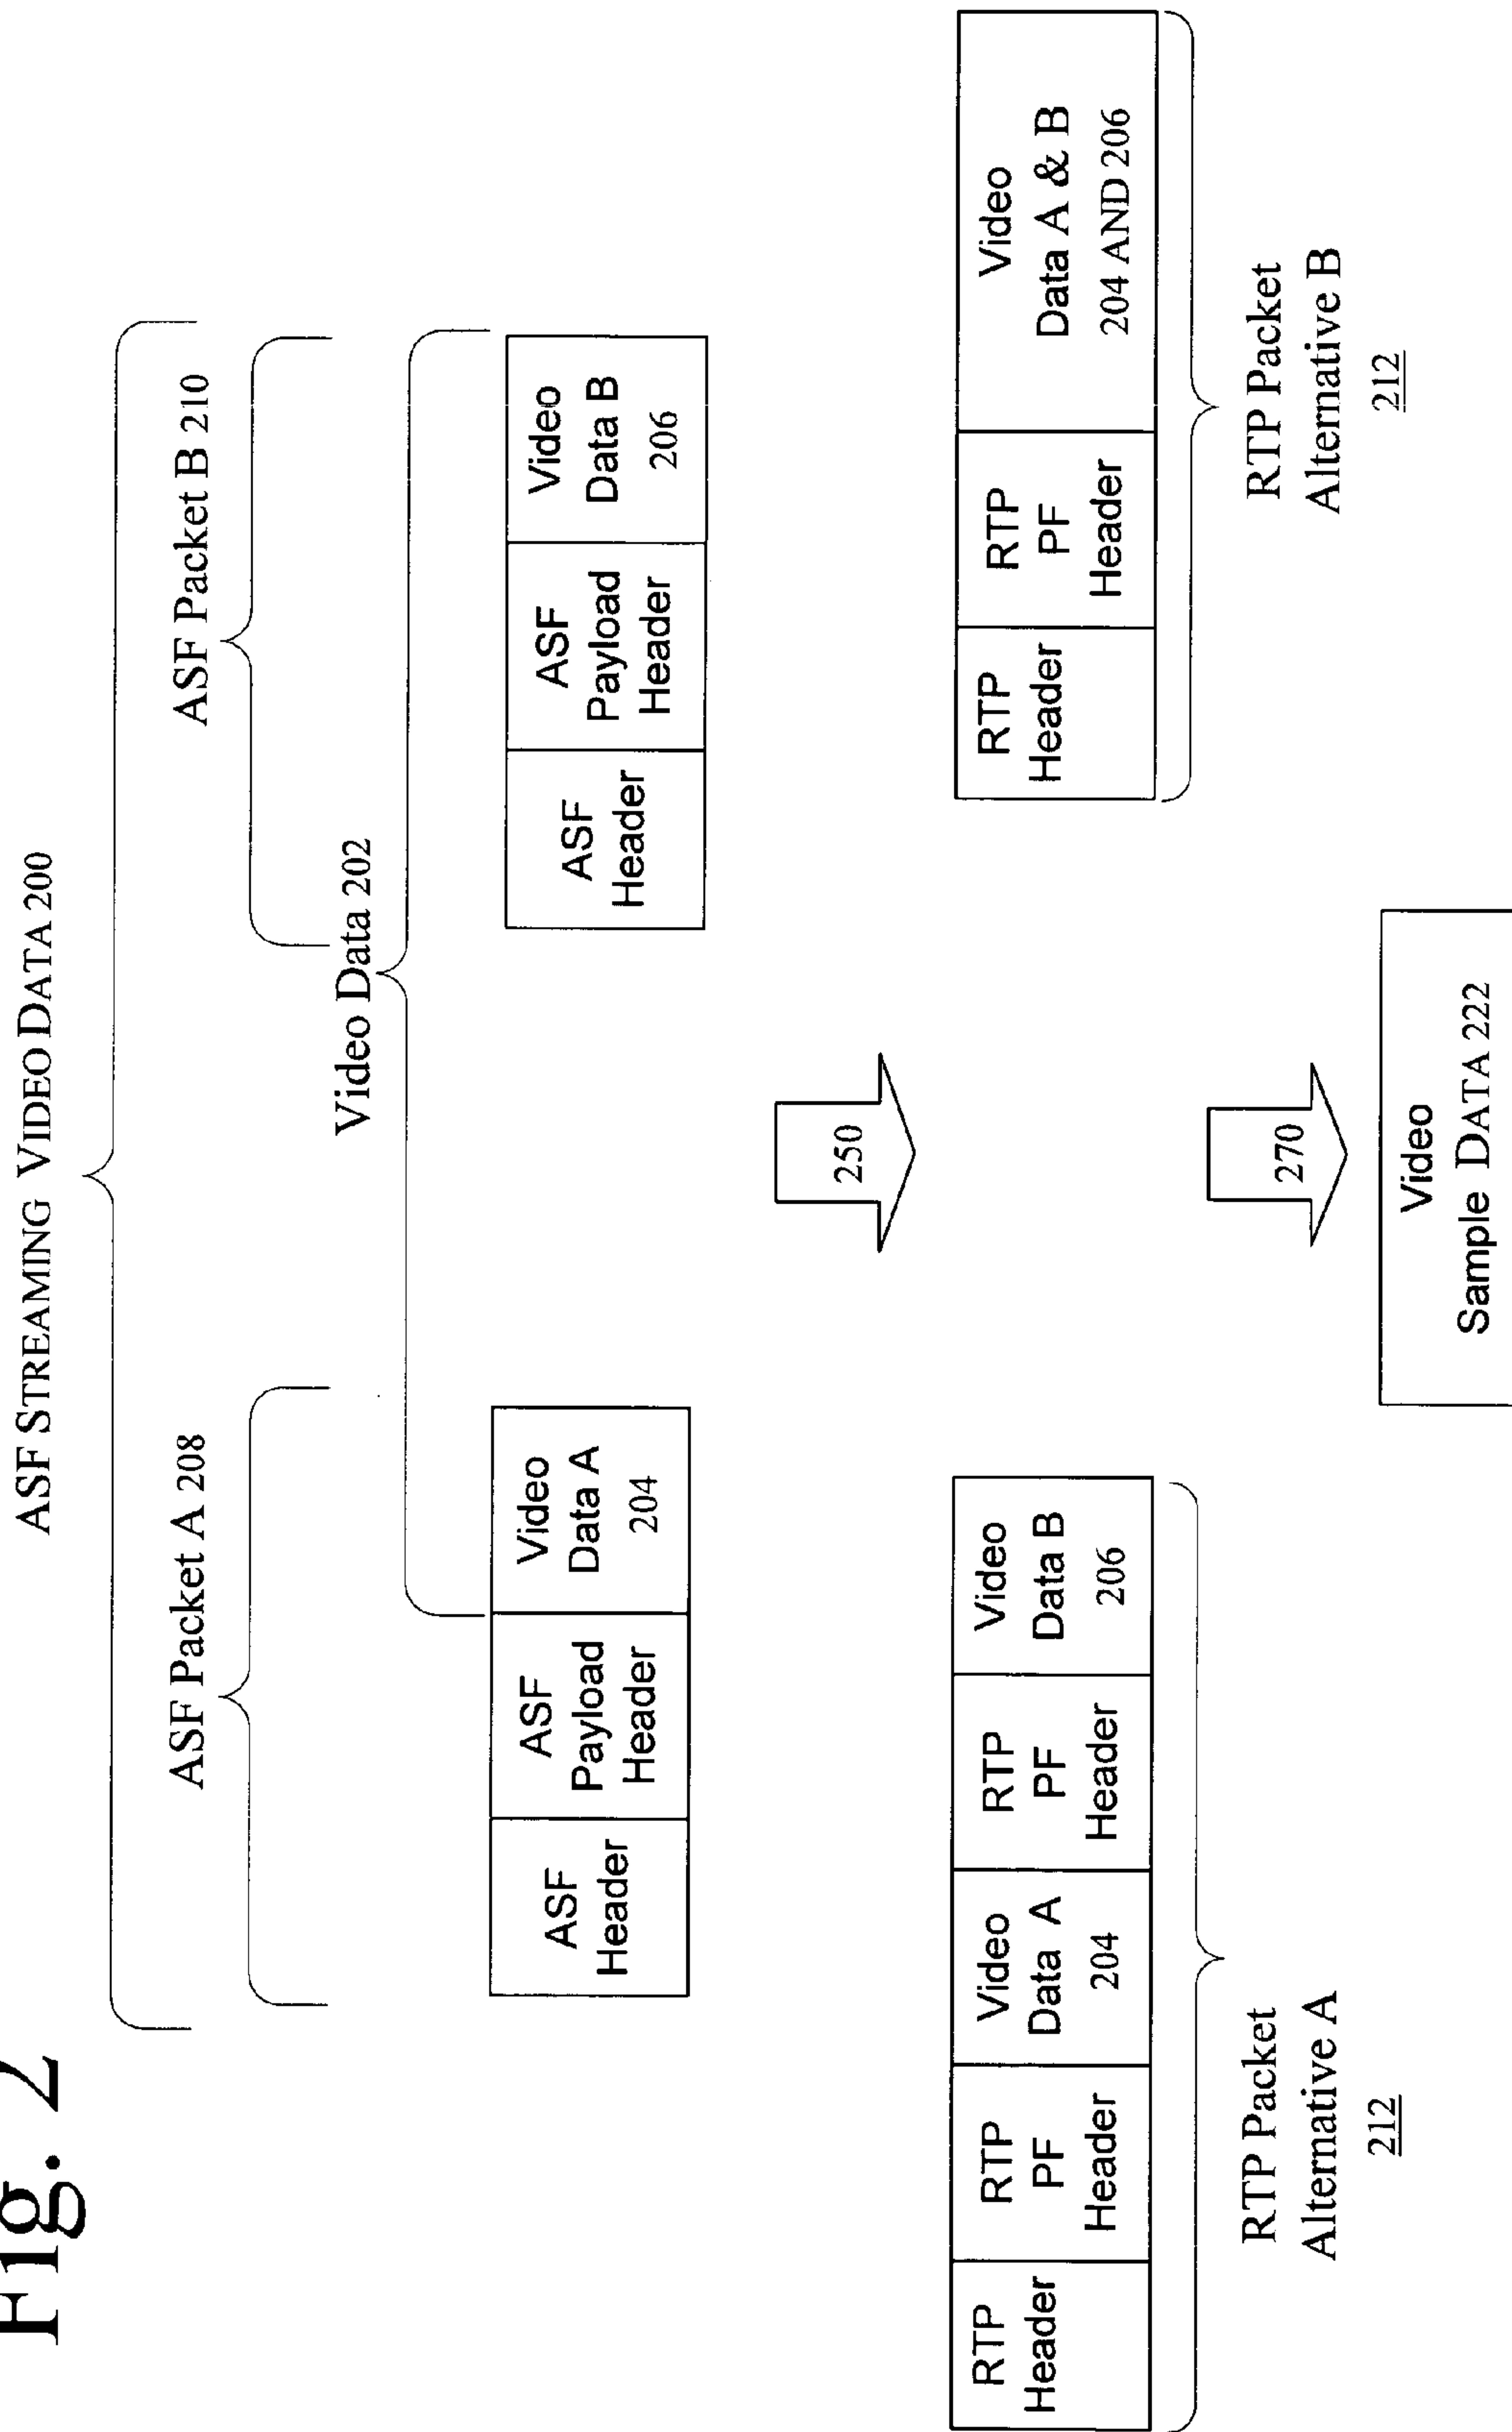 Fig. 2
ASF STREAMING VIDEO DATA 200
ASF Packet A 208
ASF Packet B 210
Video Data 202
ASF
Header
ASF
Payload
Header
Video
Data A
204
ASF
Header
ASF
Payload
Header
Video
Data B
206
250
RTP
Header
RTP
PF
Header
Video
Data A
204
RTP
PF
Header
Video
Data B
206
RTP
Header
RTP
PF
Header
Video
Data A & B
204 AND 206
RTP Packet
Alternative A
212
RTP Packet
Alternative B
212
270
Video
Sample DATA 222